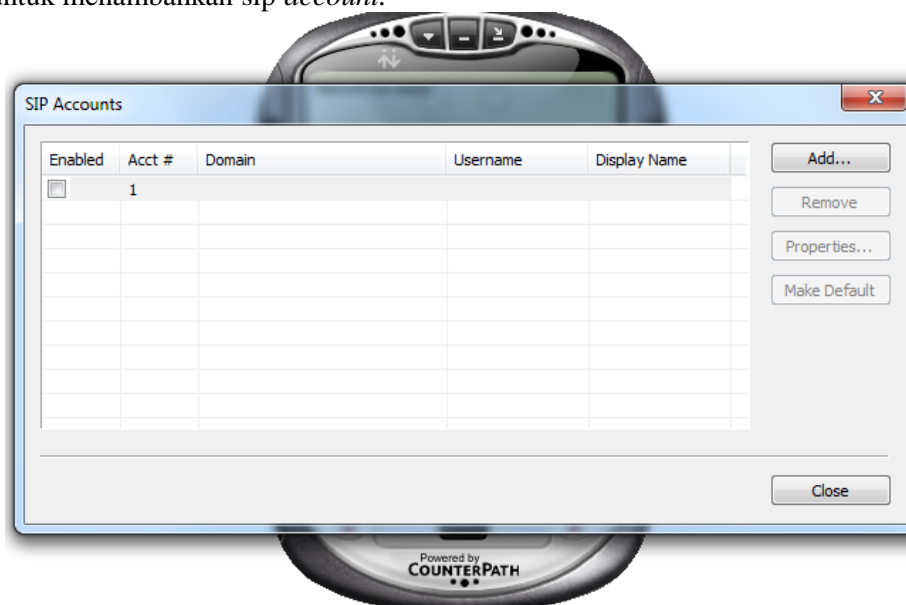 untuk menambahkan sip account.
SIP Accounts
Enabled Acct # Domain Username Display Name
1
Add...
Remove
Properties...
Make Default
Close
Powered by
COUNTERPATH